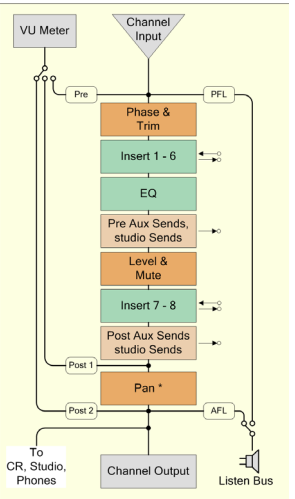 VU Meter
Channel
Input
Pre
PFL
Phase &
Trim
Insert 1 - 6
EQ
Pre Aux Sends,
studio Sends
Level &
Mute
Insert 7 - 8
Post Aux Sends
studio Sends
Post 1
Pan *
Post 2
AFL
To
CR, Studio,
Phones
Channel Output
Listen Bus